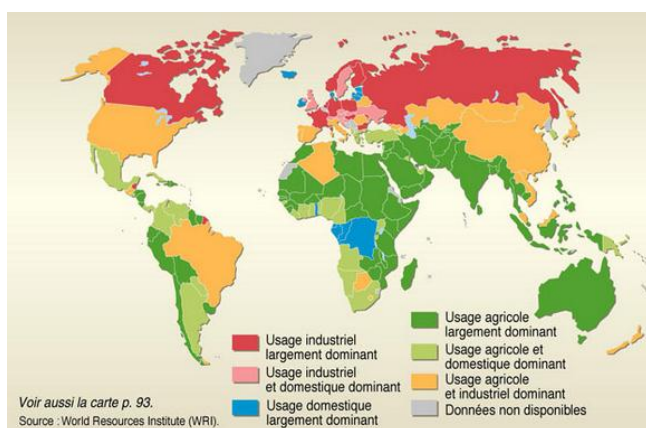 Usage industriel
largement dominant
Usage industriel
et domestique dominant
Usage domestique
largement dominant
Usage agricole
largement dominant
Usage agricole et
domestique dominant
Usage agricole
et industriel dominant
Données non disponibles
Voir aussi la carte p. 93.
Source : World Resources Institute (WRI).